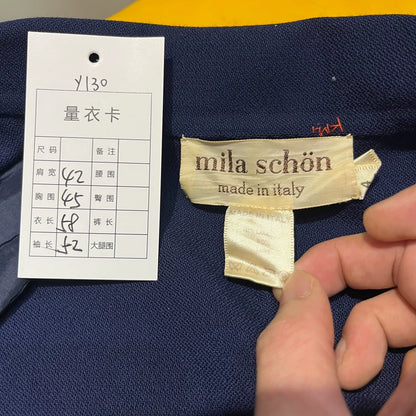 Y130
量衣卡
尺码 备注
肩宽 42 腰围
胸围 45 臀围
衣长 58 裤长
袖长 52 大腿围
mila schön
made in italy